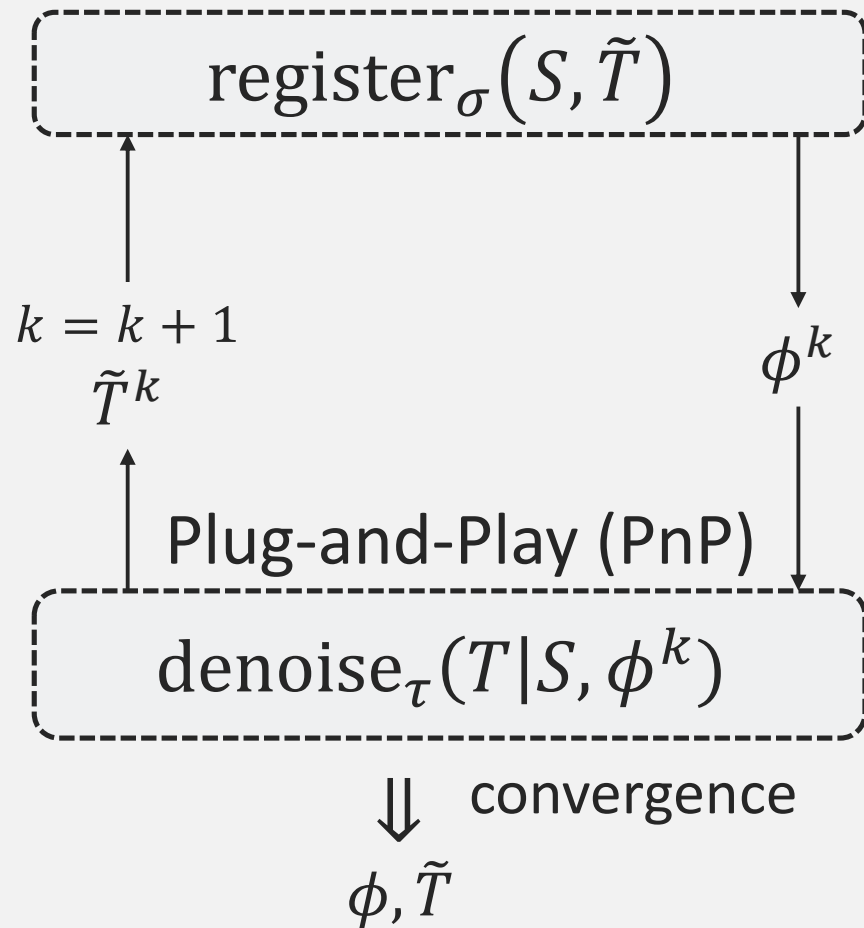 register_σ(S, T̃)
k = k + 1
T̃^k
ϕ^k
Plug-and-Play (PnP)
denoise_τ(T|S, ϕ^k)
⇓ convergence
ϕ, T̃